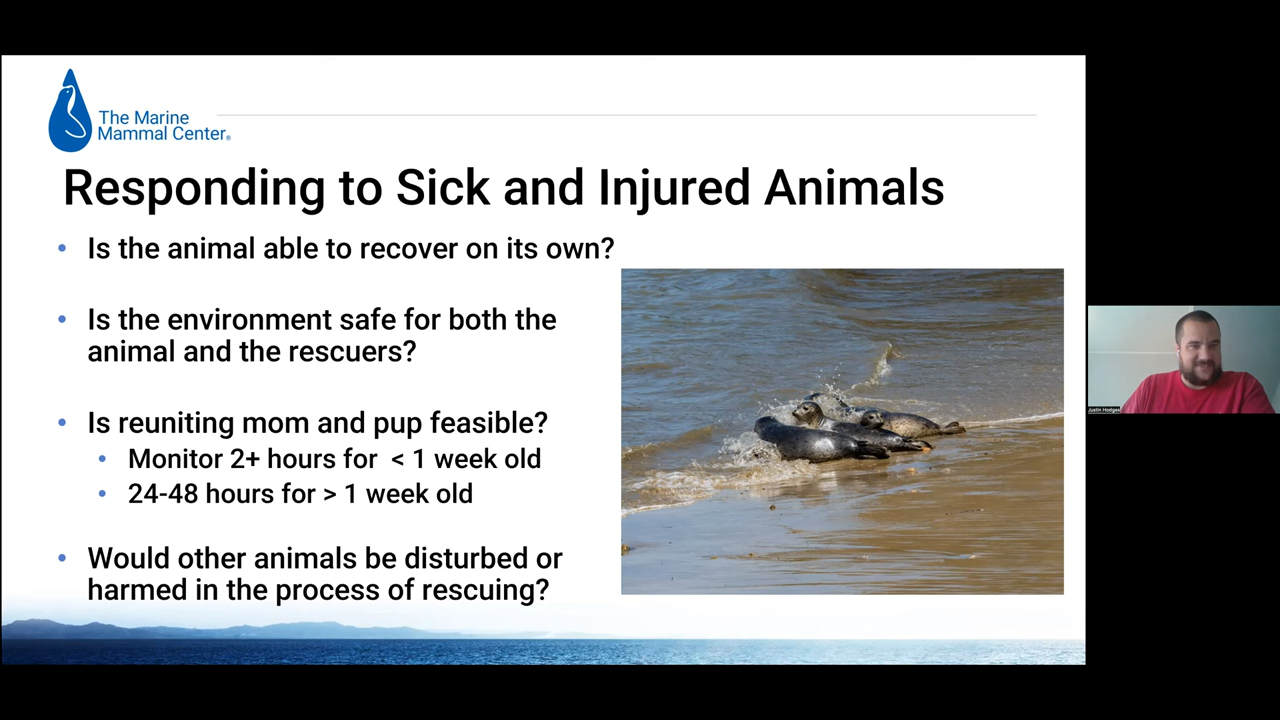 The Marine
Mammal Center®
Responding to Sick and Injured Animals
• Is the animal able to recover on its own?
• Is the environment safe for both the
animal and the rescuers?
• Is reuniting mom and pup feasible?
• Monitor 2+ hours for < 1 week old
• 24-48 hours for > 1 week old
• Would other animals be disturbed or
harmed in the process of rescuing?
Justin Hodges